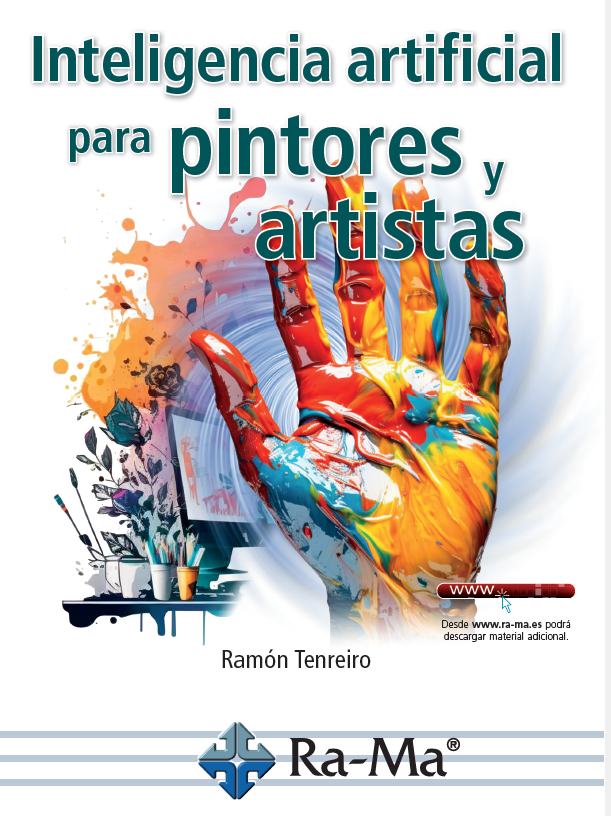 Inteligencia artificial
para pintores y
artistas
www
Desde www.ra-ma.es podrá
descargar material adicional.
Ramón Tenreiro
Ra-Ma®